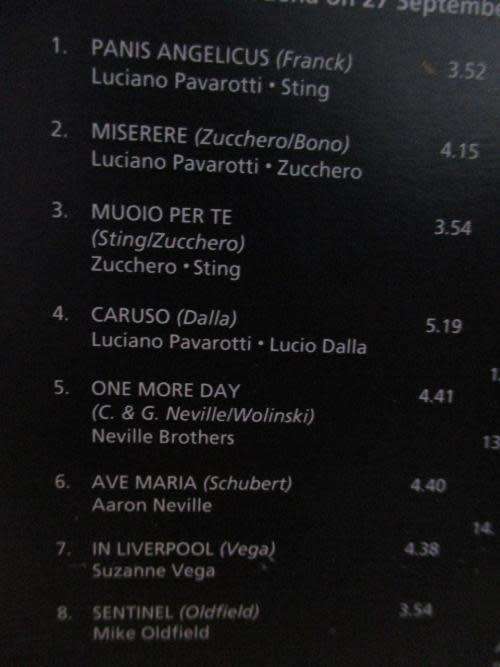 on 27 Septembe
1. PANIS ANGELICUS (Franck) 3.52
Luciano Pavarotti • Sting
2. MISERERE (Zucchero/Bono) 4.15
Luciano Pavarotti • Zucchero
3. MUOIO PER TE 3.54
(Sting/Zucchero)
Zucchero • Sting
4. CARUSO (Dalla) 5.19
Luciano Pavarotti • Lucio Dalla
5. ONE MORE DAY 4.41
(C. & G. Neville/Wolinski)
Neville Brothers
13
6. AVE MARIA (Schubert) 4.40
Aaron Neville
14.
7. IN LIVERPOOL (Vega) 4.38
Suzanne Vega
8. SENTINEL (Oldfield) 3.54
Mike Oldfield